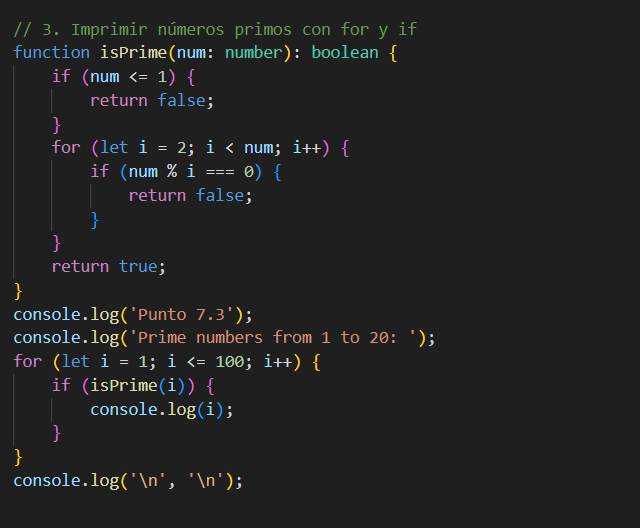 // 3. Imprimir números primos con for y if
function isPrime(num: number): boolean {
    if (num <= 1) {
        return false;
    }
    for (let i = 2; i < num; i++) {
        if (num % i === 0) {
            return false;
        }
    }
    return true;
}
console.log('Punto 7.3');
console.log('Prime numbers from 1 to 20: ');
for (let i = 1; i <= 100; i++) {
    if (isPrime(i)) {
        console.log(i);
    }
}
console.log('\n', '\n');